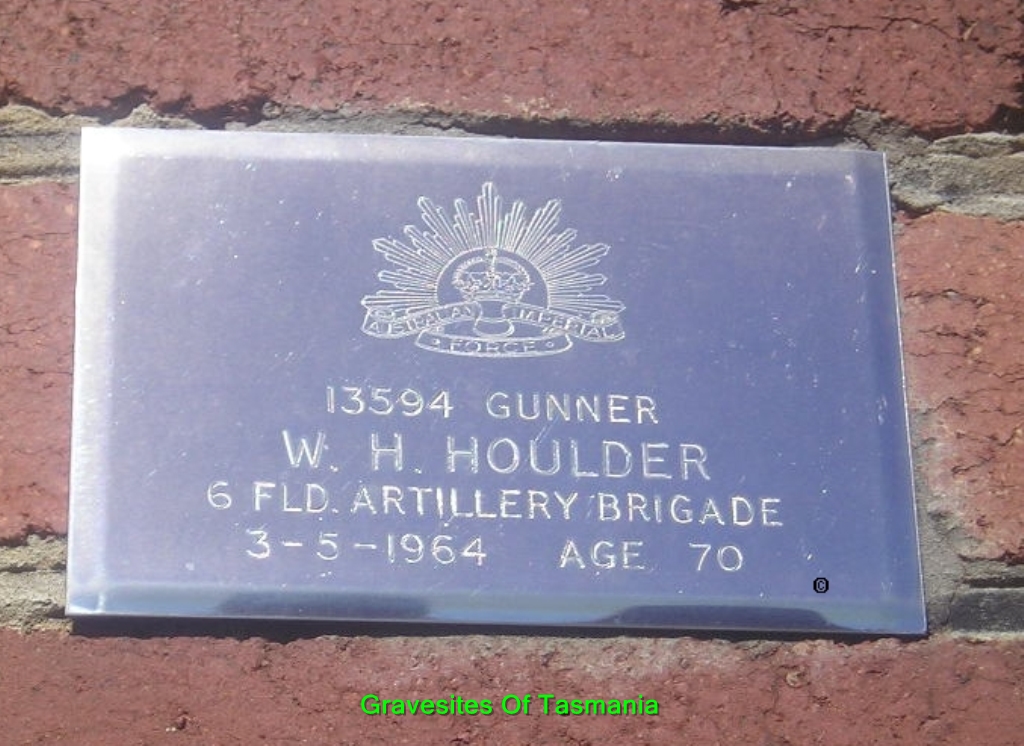 AUSTRALIAN IMPERIAL
FORCE
13594 GUNNER
W. H. HOULDER
6 FLD. ARTILLERY BRIGADE
3-5-1964 AGE 70
©
Gravesites Of Tasmania